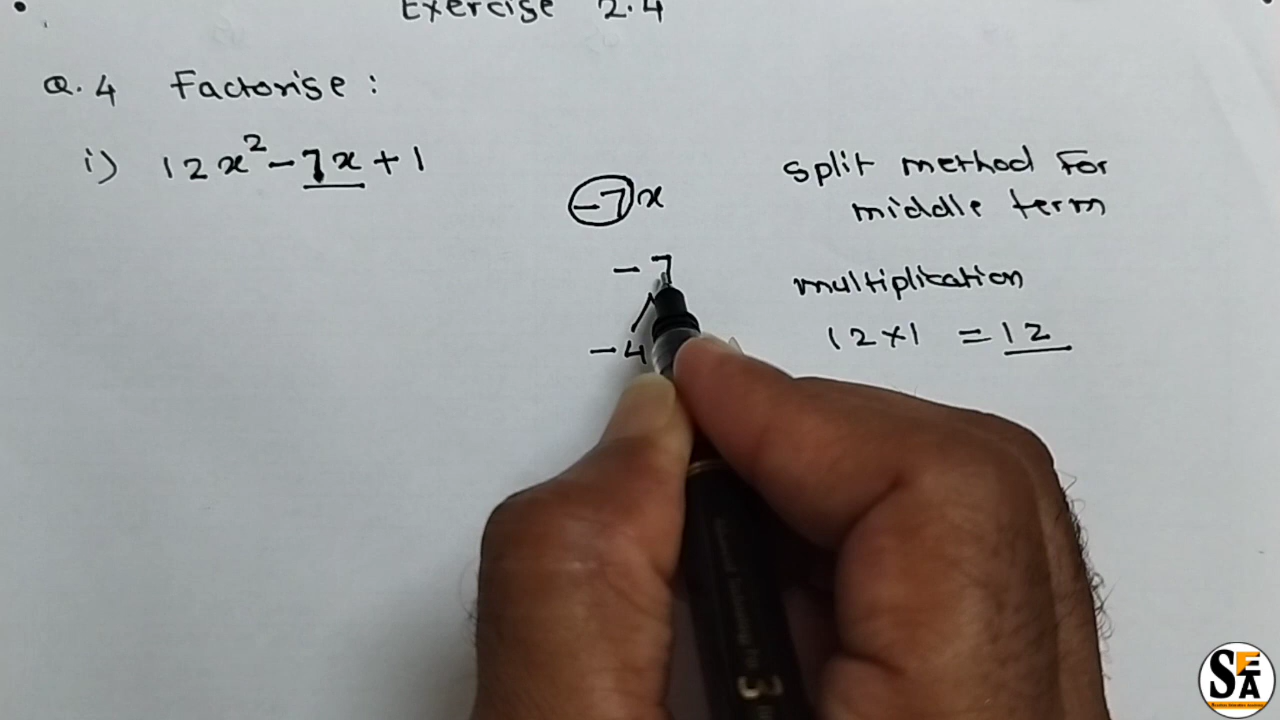 Exercise 2.4
Q.4 Factorise :
i) 12x² - 7x + 1
-7x
split method for
middle term
-7
multiplication
12×1 = 12
-4
SFA